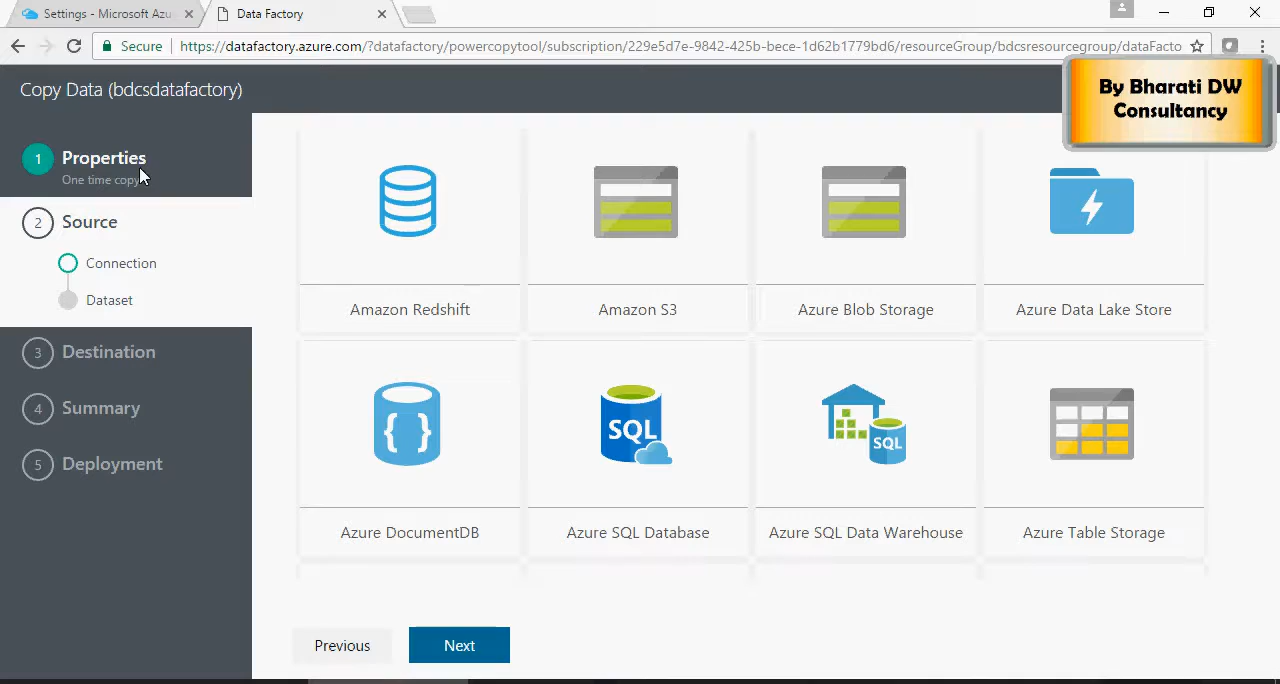 Settings - Microsoft Azu
Data Factory
Secure
https://datafactory.azure.com/?datafactory/powercopytool/subscription/229e5d7e-9842-425b-bece-1d62b1779bd6/resourceGroup/bdcsresourcegroup/dataFacto
Copy Data (bdcsdatafactory)
By Bharati DW
Consultancy
1
Properties
One time copy
2
Source
Connection
Dataset
3
Destination
4
Summary
5
Deployment
Amazon Redshift
Amazon S3
Azure Blob Storage
Azure Data Lake Store
{ }
SQL
SQL
Azure DocumentDB
Azure SQL Database
Azure SQL Data Warehouse
Azure Table Storage
Previous
Next